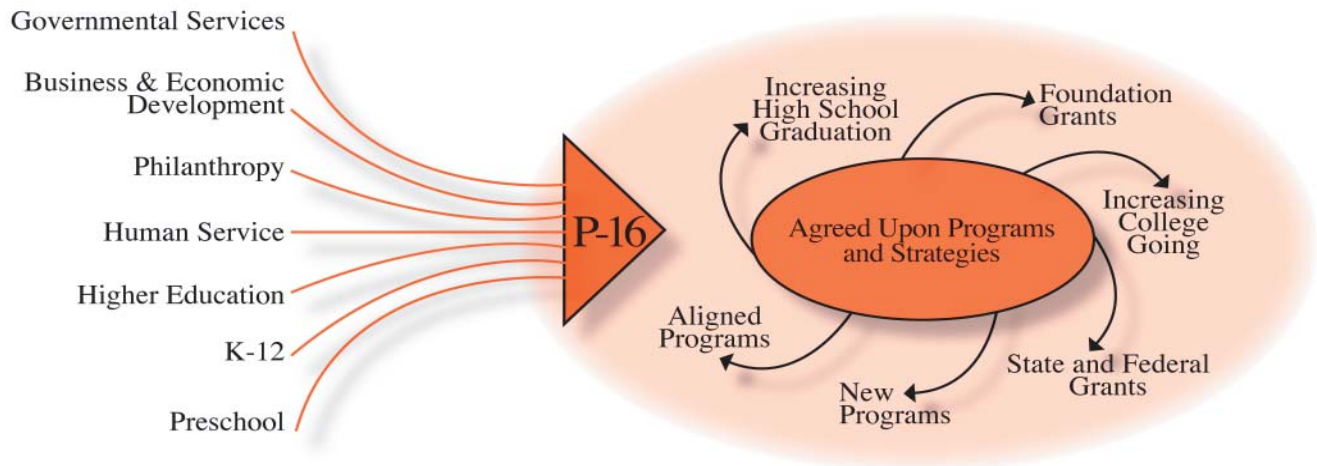 Governmental Services
Business & Economic
Development
Philanthropy
Human Service
Higher Education
K-12
Preschool
P-16
Increasing
High School
Graduation
Foundation
Grants
Increasing
College
Going
Agreed Upon Programs
and Strategies
Aligned
Programs
New
Programs
State and Federal
Grants